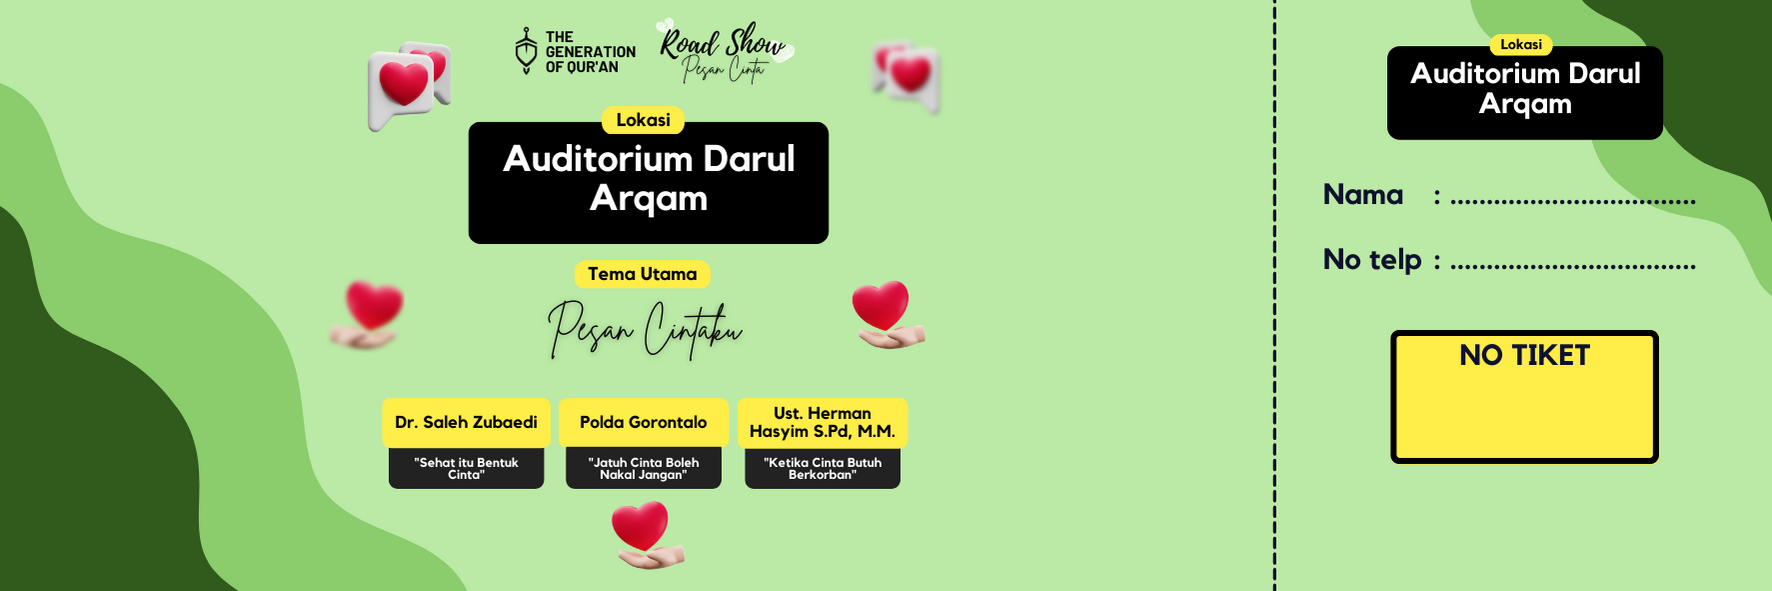 THE
GENERATION
OF QUR'AN
Road Show
Pesan Cinta
Lokasi
Auditorium Darul
Arqam
Tema Utama
Pesan Cintaku
Dr. Saleh Zubaedi
"Sehat itu Bentuk
Cinta"
Polda Gorontalo
"Jatuh Cinta Boleh
Nakal Jangan"
Ust. Herman
Hasyim S.Pd, M.M.
"Ketika Cinta Butuh
Berkorban"
Lokasi
Auditorium Darul
Arqam
Nama : ..................................
No telp : ..................................
NO TIKET